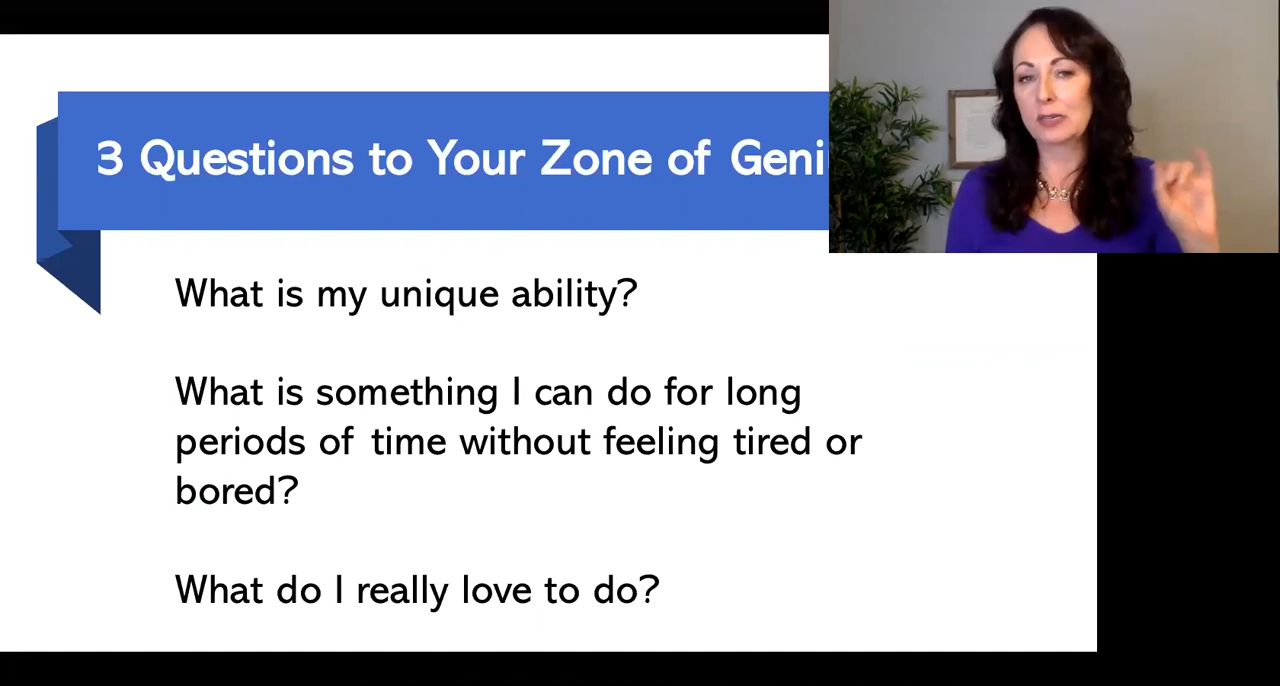 3 Questions to Your Zone of Geni
What is my unique ability?
What is something I can do for long
periods of time without feeling tired or
bored?
What do I really love to do?